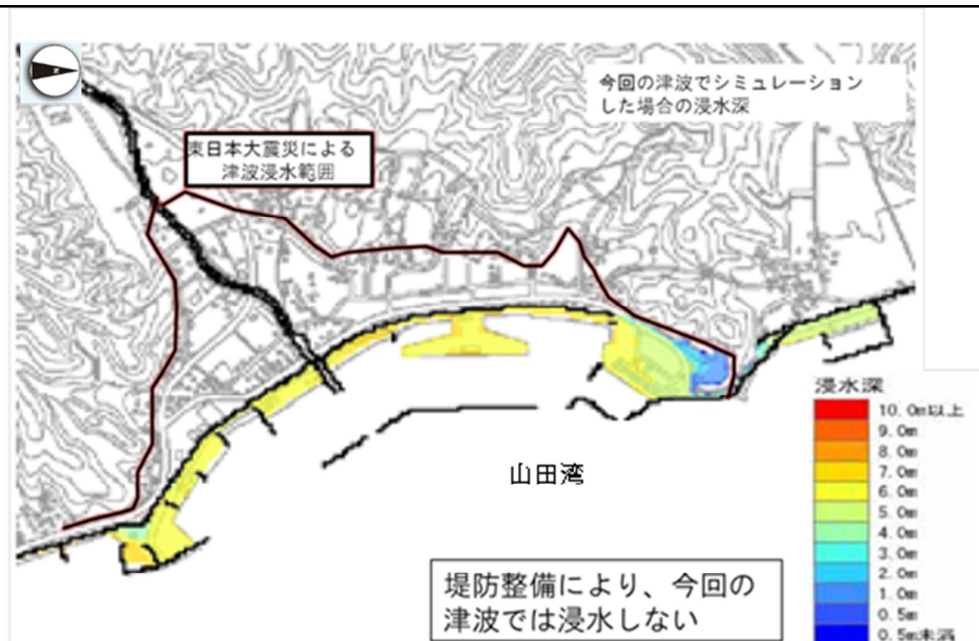 N
今回の津波でシミュレーション
した場合の浸水深
東日本大震災による
津波浸水範囲
山田湾
浸水深
10.0m以上
9.0m
8.0m
7.0m
6.0m
5.0m
4.0m
3.0m
2.0m
1.0m
0.5m
0.5m未満
堤防整備により、今回の
津波では浸水しない